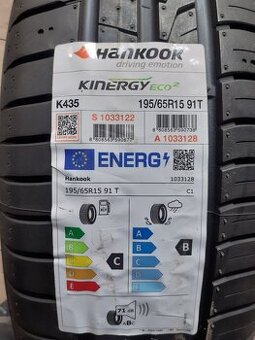 HANKOOK
driving emotion
KINERGY ECO²
K435
195/65R15 91T
S 1033122
A 1033128
ENERG
Hankook
1033128
195/65R15 91 T
C1
A
B
C
D
E
C
A
B
C
D
E
B
71 dB